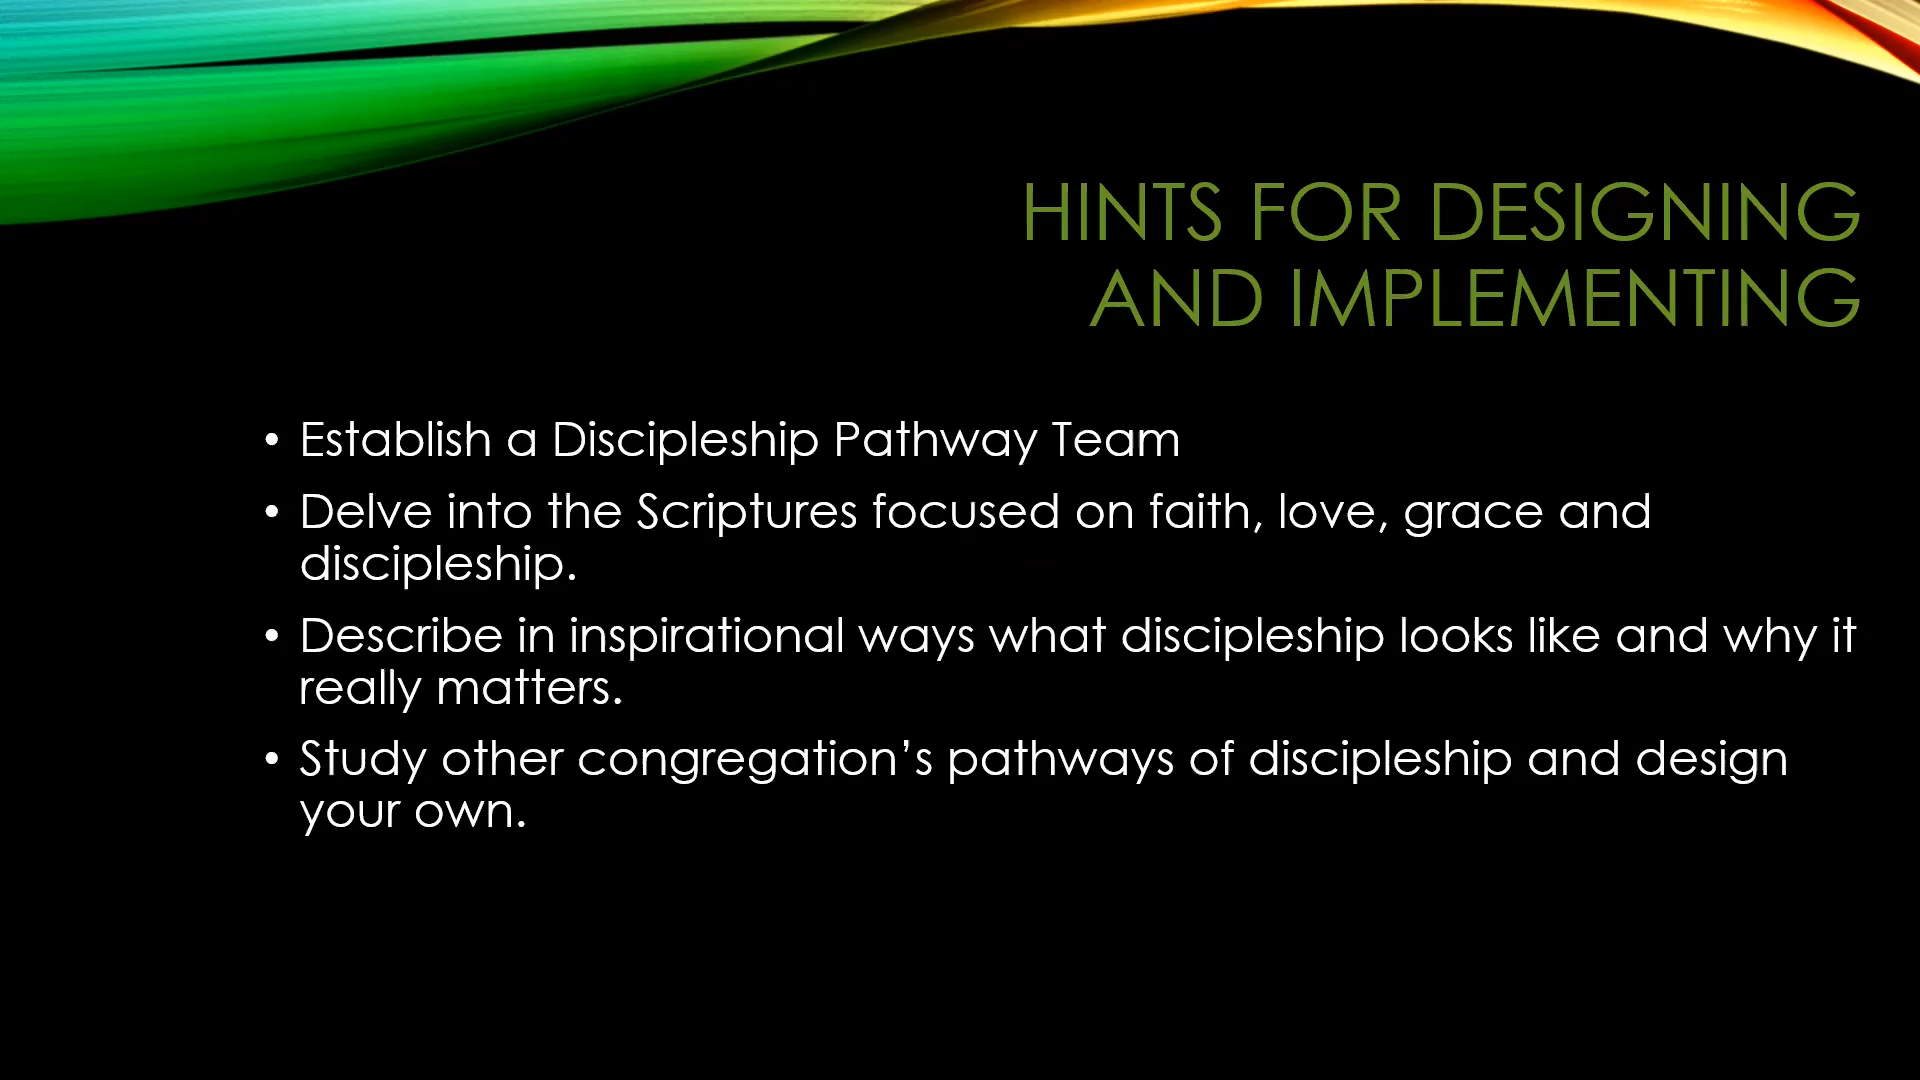 HINTS FOR DESIGNING
AND IMPLEMENTING
• Establish a Discipleship Pathway Team
• Delve into the Scriptures focused on faith, love, grace and
discipleship.
• Describe in inspirational ways what discipleship looks like and why it
really matters.
• Study other congregation’s pathways of discipleship and design
your own.